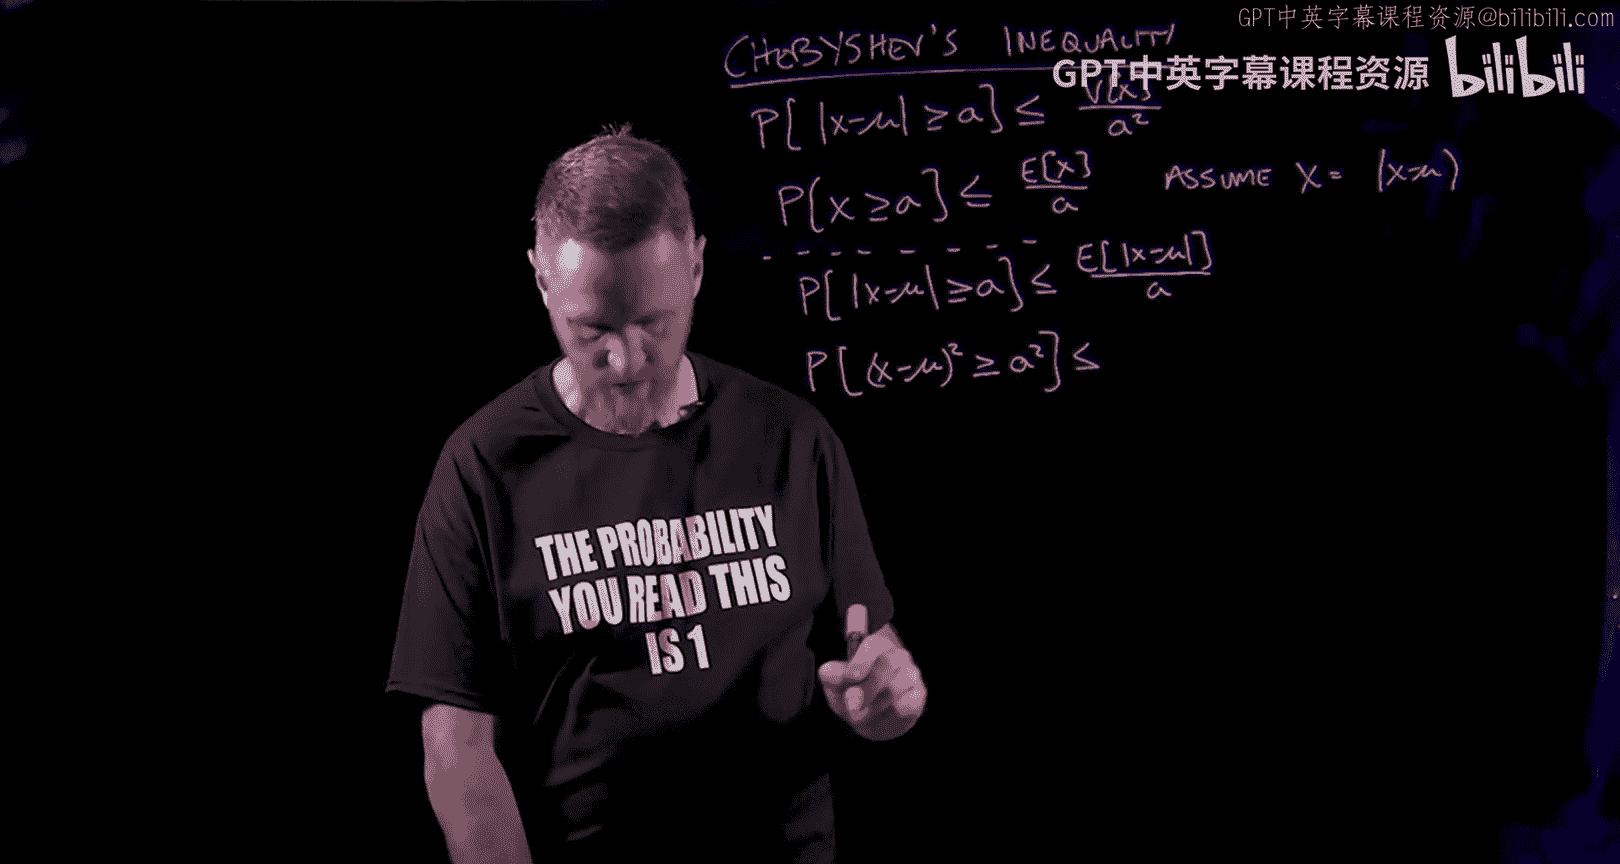 GPT中英字幕课程资源@bilibili.com
CHEBYSHEV'S INEQUALITY
GPT中英字幕课程资源 bilibili
P[|x-μ| ≥ a] ≤ V[x] / a²
P[x ≥ a] ≤ E[x] / a ASSUME X = |x-μ|
P[|x-μ| ≥ a] ≤ E[|x-μ|] / a
P[(x-μ)² ≥ a²] ≤
THE PROBABILITY
YOU READ THIS
IS 1